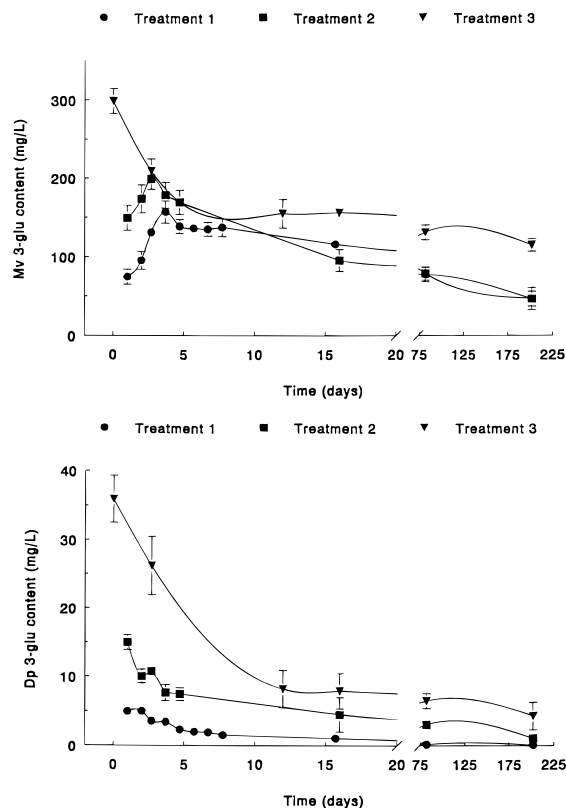 Treatment 1 Treatment 2 Treatment 3
Mv 3-glu content (mg/L)
300
200
100
0
0 5 10 15 20 75 125 175 225
Time (days)
Treatment 1 Treatment 2 Treatment 3
Dp 3-glu content (mg/L)
40
30
20
10
5
0
0 5 10 15 20 75 125 175 225
Time (days)